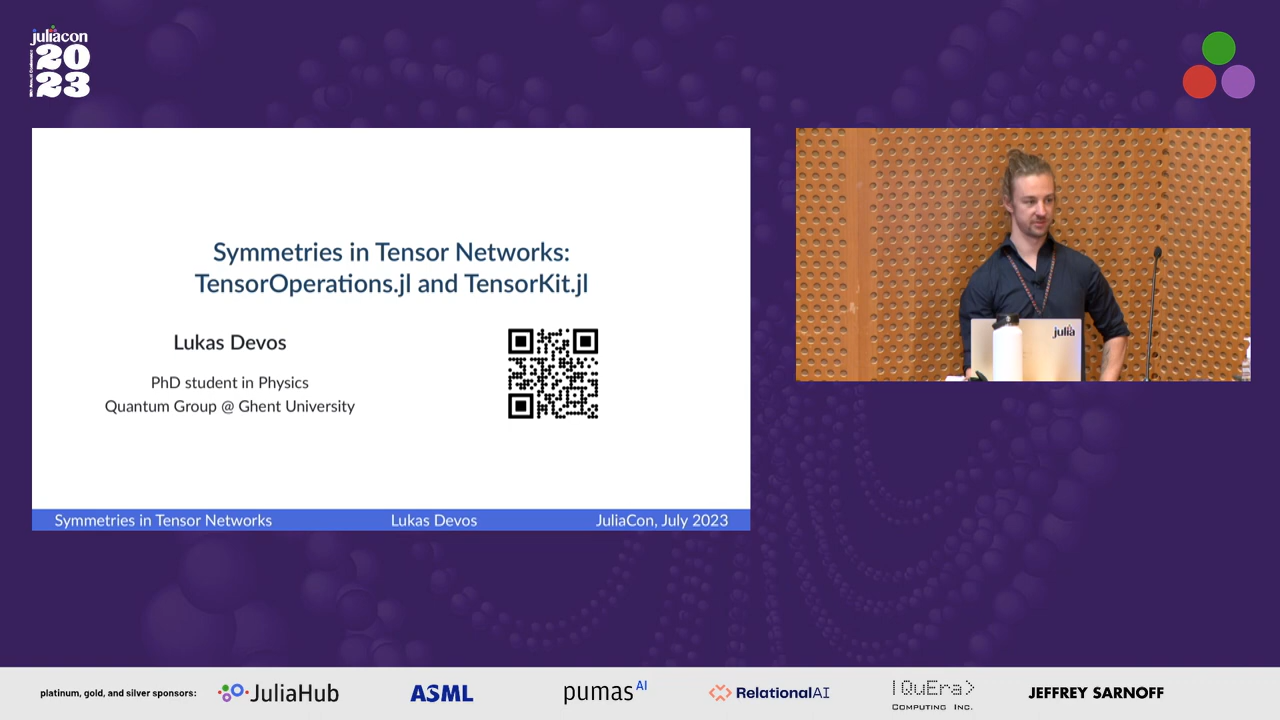 juliacon
20
23
Symmetries in Tensor Networks:
TensorOperations.jl and TensorKit.jl
Lukas Devos
PhD student in Physics
Quantum Group @ Ghent University
Symmetries in Tensor Networks
Lukas Devos
JuliaCon, July 2023
julia
platinum, gold, and silver sponsors:
JuliaHub
ASML
pumas AI
RelationalAI
|QuEra>
COMPUTING INC.
JEFFREY SARNOFF